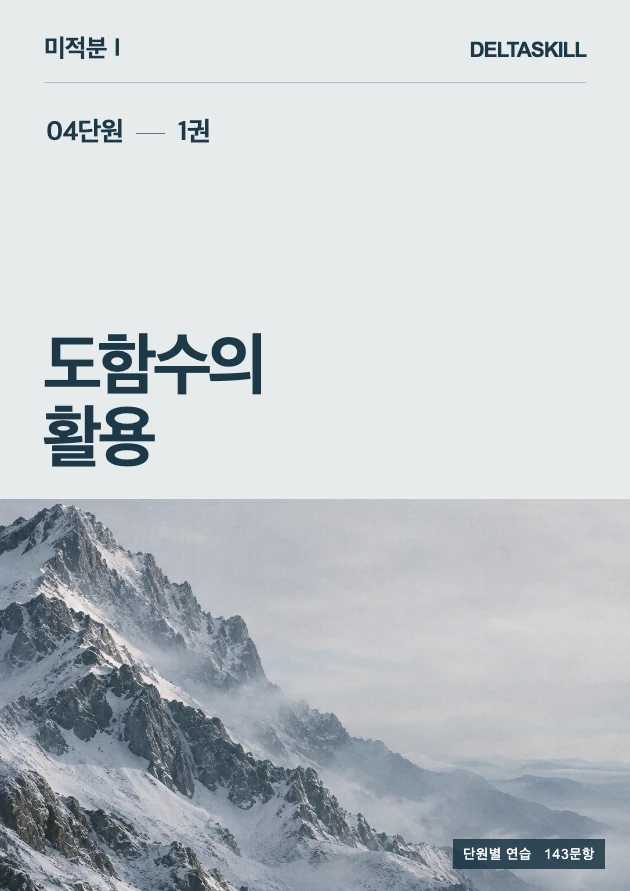 미적분 I
DELTASKILL
04단원 — 1권
도함수의
활용
단원별 연습 143문항